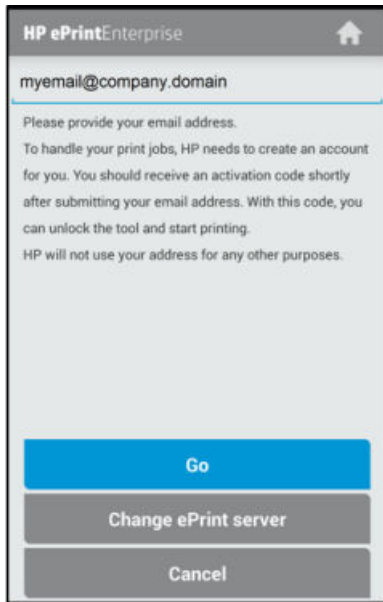 HP ePrintEnterprise
myemail@company.domain
Please provide your email address.
To handle your print jobs, HP needs to create an account
for you. You should receive an activation code shortly
after submitting your email address. With this code, you
can unlock the tool and start printing.
HP will not use your address for any other purposes.
Go
Change ePrint server
Cancel